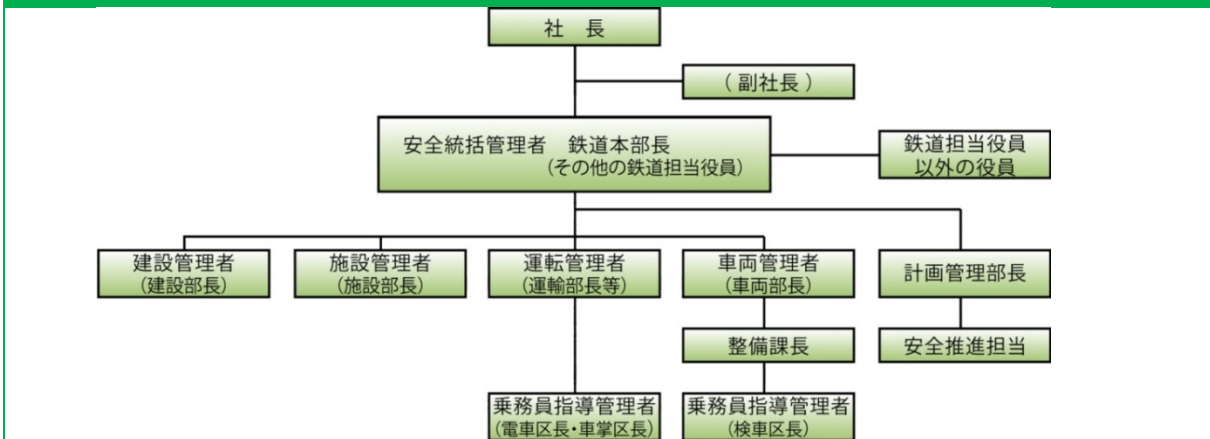 社 長
（ 副社長 ）
安全統括管理者　鉄道本部長
（その他の鉄道担当役員）
鉄道担当役員
以外の役員
建設管理者
（建設部長）
施設管理者
（施設部長）
運転管理者
（運輸部長等）
車両管理者
（車両部長）
計画管理部長
整備課長
安全推進担当
乗務員指導管理者
（電車区長・車掌区長）
乗務員指導管理者
（検車区長）